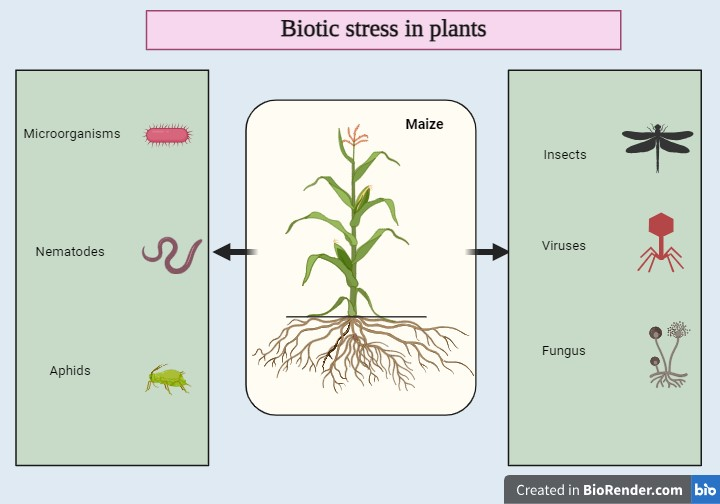 Biotic stress in plants
Microorganisms
Nematodes
Aphids
Maize
Insects
Viruses
Fungus
Created in BioRender.com bio